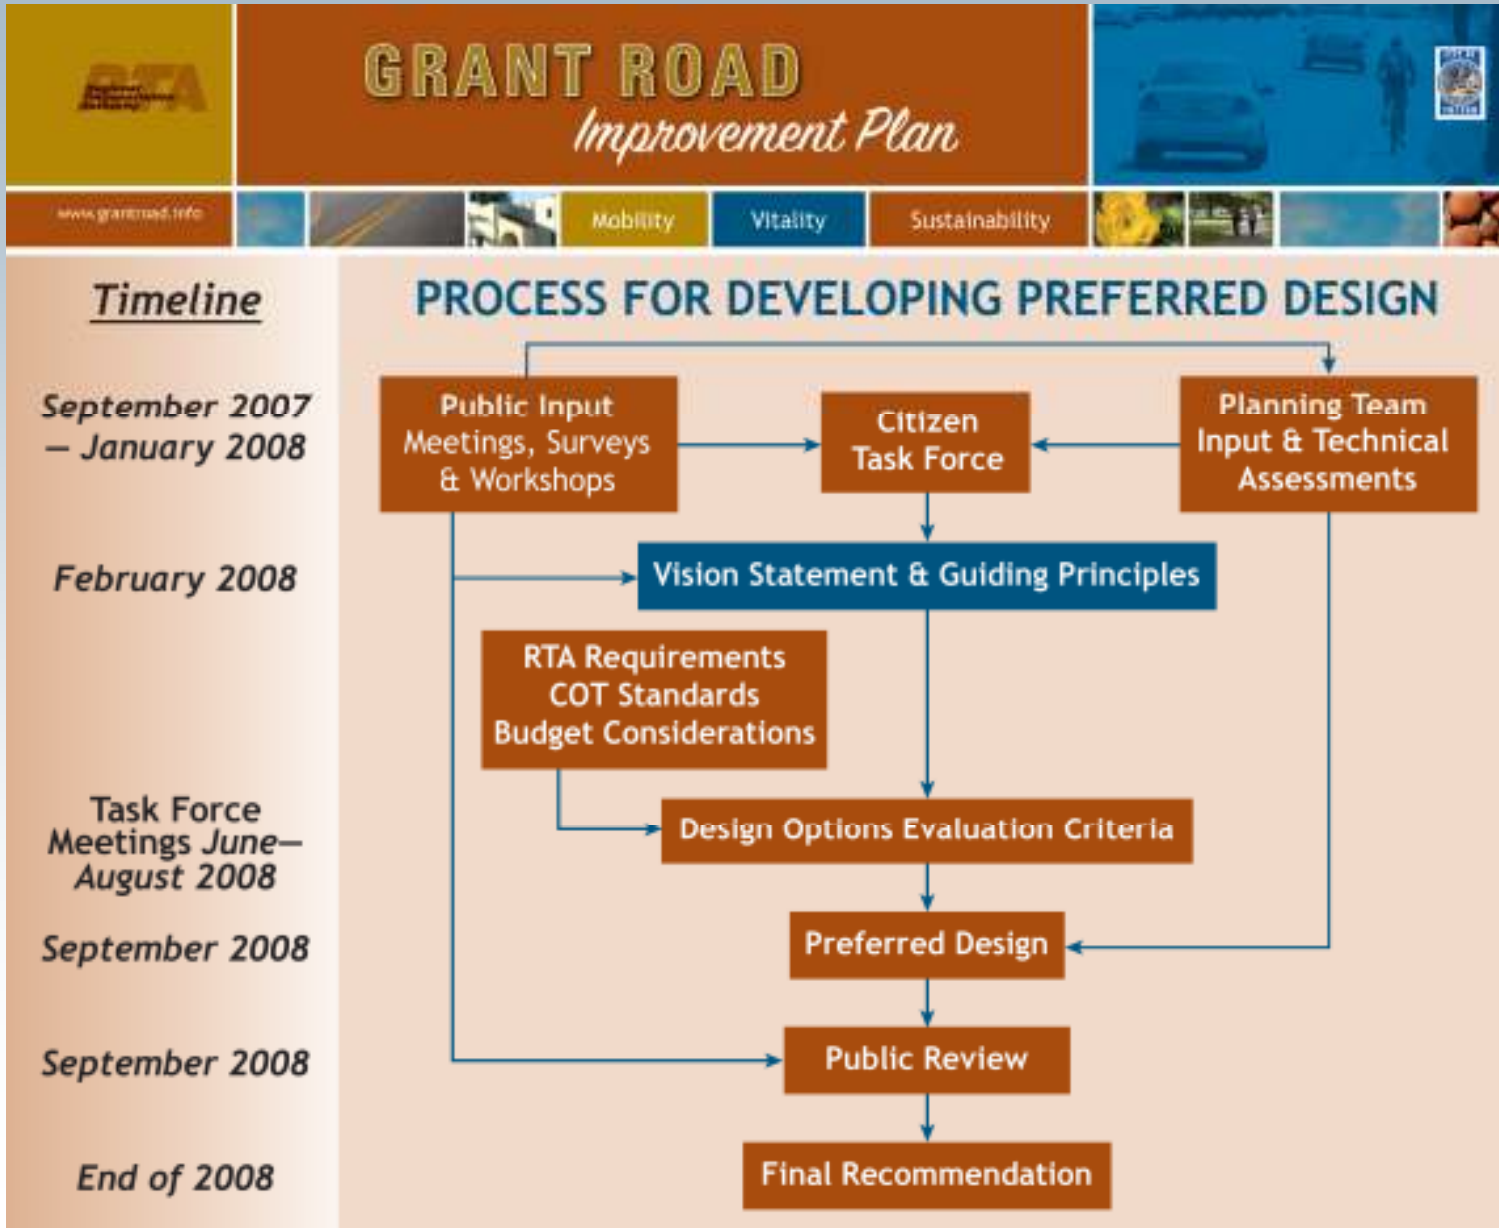 RTA
GRANT ROAD
Improvement Plan
www.grantroad.info
Mobility
Vitality
Sustainability
Timeline
PROCESS FOR DEVELOPING PREFERRED DESIGN
September 2007
— January 2008
Public Input
Meetings, Surveys
& Workshops
Citizen
Task Force
Planning Team
Input & Technical
Assessments
February 2008
Vision Statement & Guiding Principles
RTA Requirements
COT Standards
Budget Considerations
Task Force
Meetings June—
August 2008
Design Options Evaluation Criteria
September 2008
Preferred Design
September 2008
Public Review
End of 2008
Final Recommendation